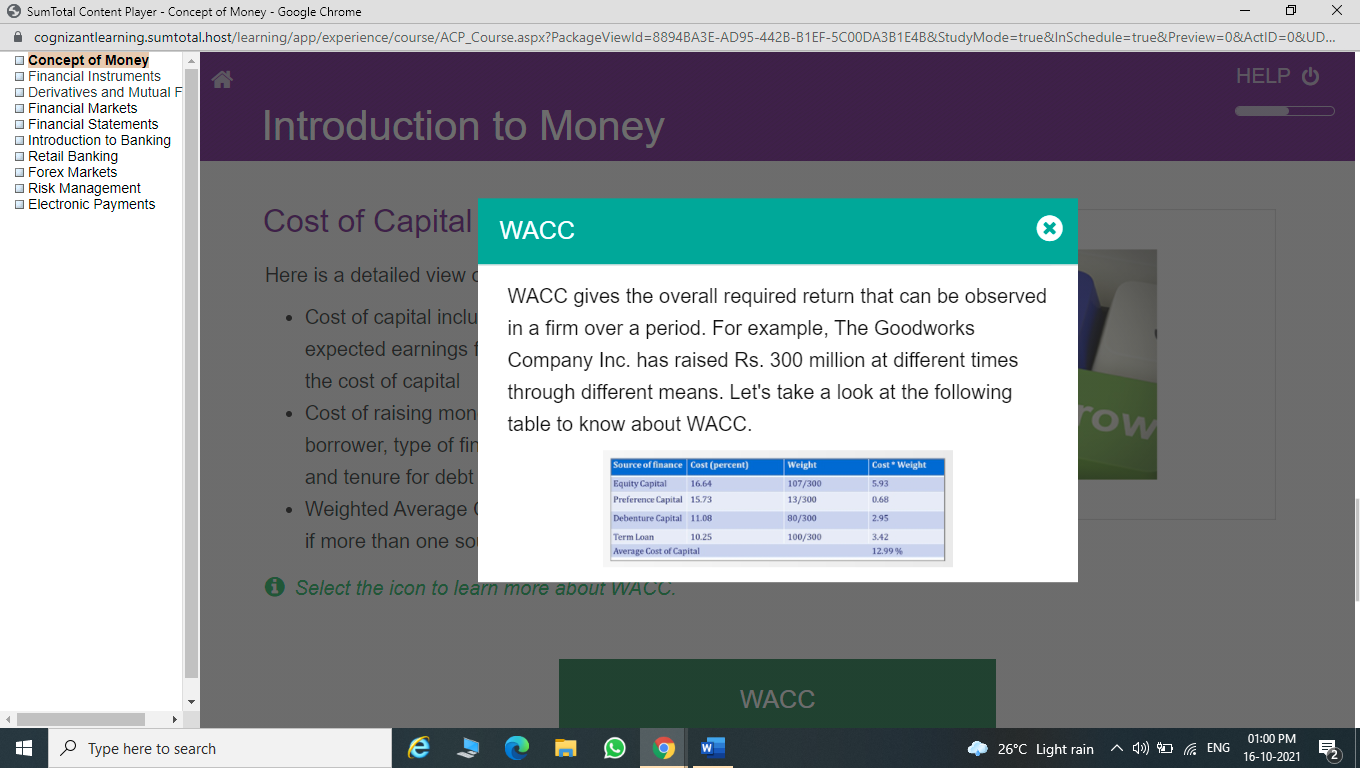 SumTotal Content Player - Concept of Money - Google Chrome
cognizantlearning.sumtotal.host/learning/app/experience/course/ACP_Course.aspx?PackageViewId=8894BA3E-AD95-442B-B1EF-5C00DA3B1E4B&StudyMode=true&InSchedule=true&Preview=0&ActID=0&UD...
Concept of Money
Financial Instruments
Derivatives and Mutual F
Financial Markets
Financial Statements
Introduction to Banking
Retail Banking
Forex Markets
Risk Management
Electronic Payments
HELP
Introduction to Money
Cost of Capital
Here is a detailed view
• Cost of capital inclu
expected earnings f
the cost of capital
• Cost of raising mon
borrower, type of fin
and tenure for debt
• Weighted Average
if more than one so
Select the icon to learn more about WACC.
WACC
WACC gives the overall required return that can be observed
in a firm over a period. For example, The Goodworks
Company Inc. has raised Rs. 300 million at different times
through different means. Let's take a look at the following
table to know about WACC.
Source of finance Cost (percent) Weight Cost * Weight
Equity Capital 16.64 107/300 5.93
Preference Capital 15.73 13/300 0.68
Debenture Capital 11.08 80/300 2.95
Term Loan 10.25 100/300 3.42
Average Cost of Capital 12.99 %
row
WACC
Type here to search
W
26°C Light rain
ENG
01:00 PM
16-10-2021
2